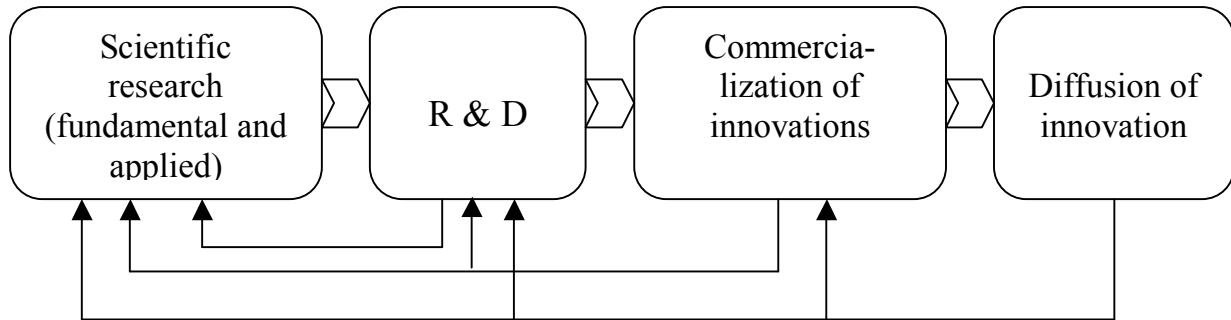 Scientific
research
(fundamental and
applied)
R & D
Commercia-
lization of
innovations
Diffusion of
innovation